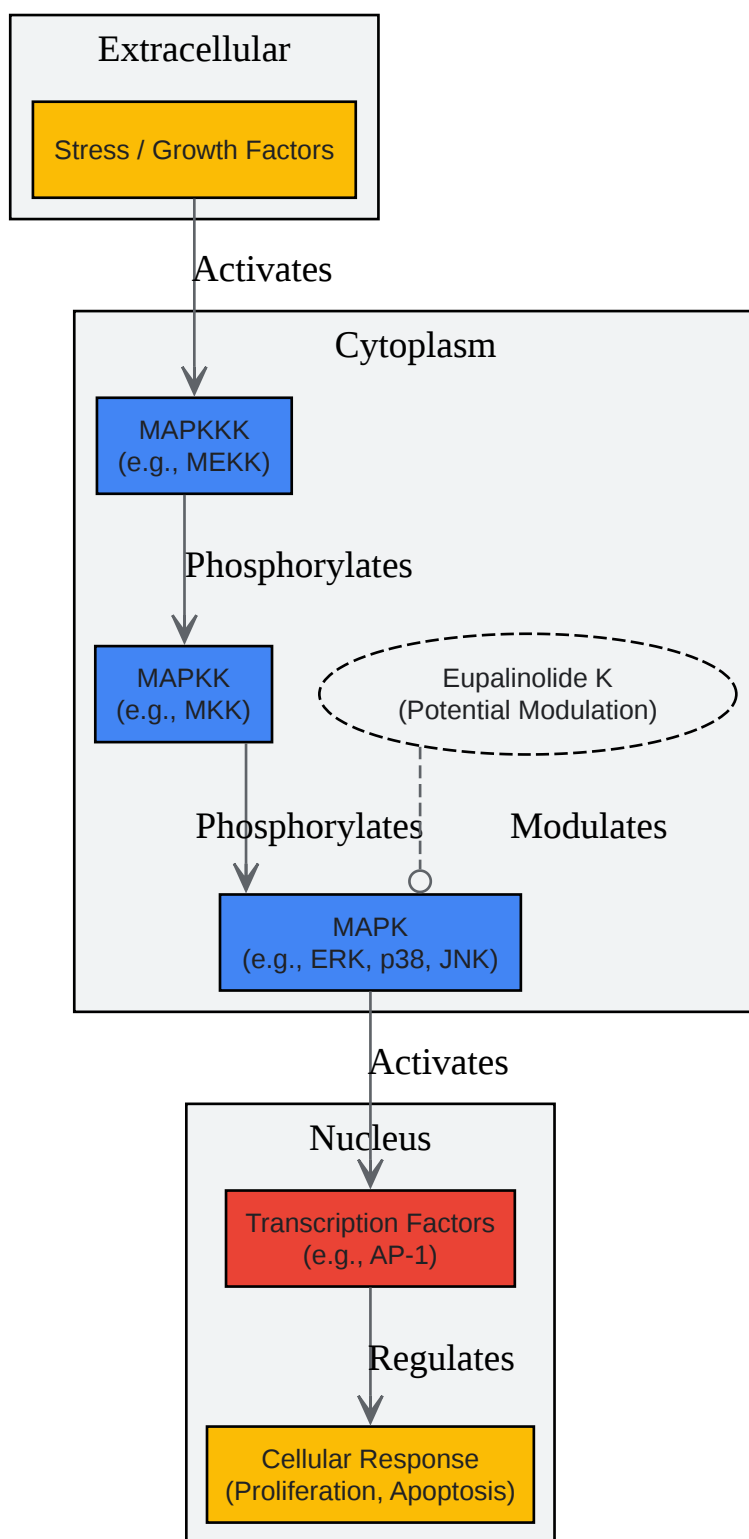 Extracellular
Stress / Growth Factors
Activates
Cytoplasm
MAPKKK
(e.g., MEKK)
Phosphorylates
MAPKK
(e.g., MKK)
Eupalinolide K
(Potential Modulation)
Phosphorylates
Modulates
MAPK
(e.g., ERK, p38, JNK)
Activates
Nucleus
Transcription Factors
(e.g., AP-1)
Regulates
Cellular Response
(Proliferation, Apoptosis)